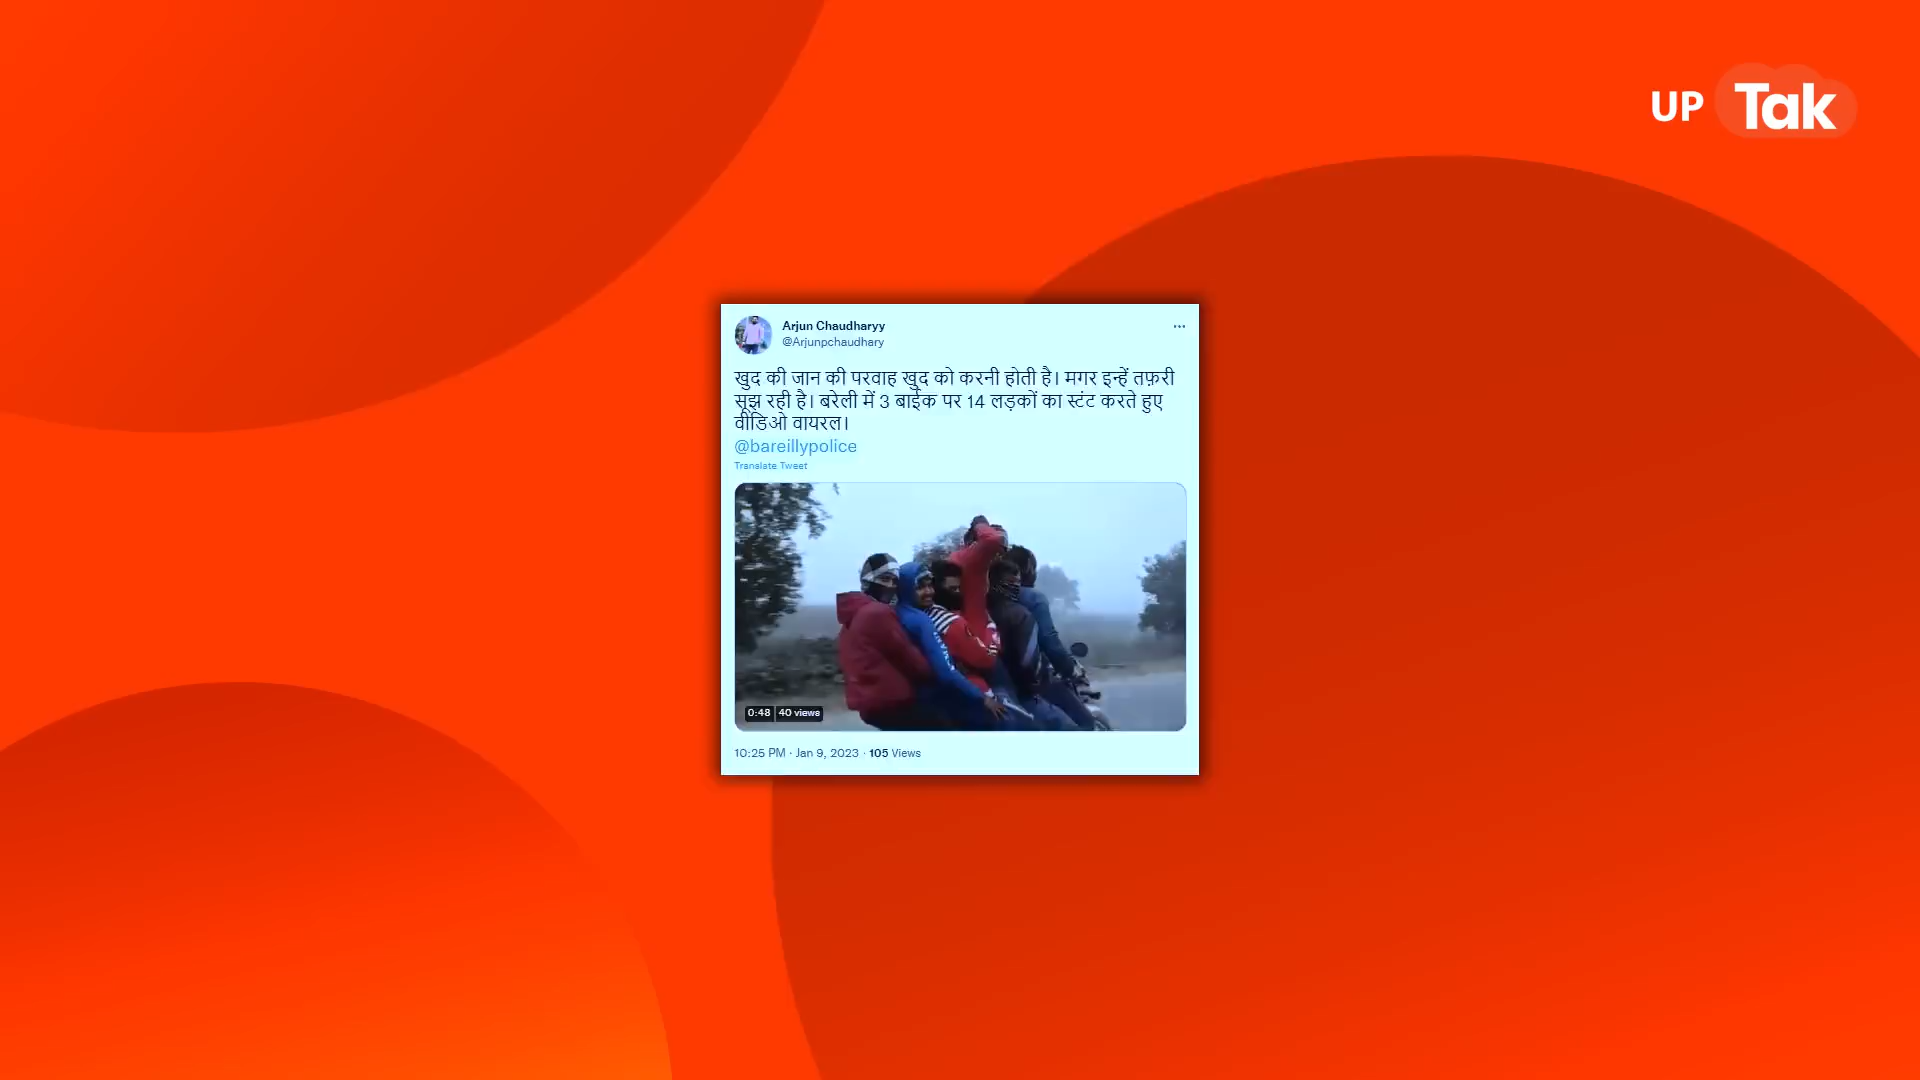 UP Tak
Arjun Chaudharyy
@Arjunpchaudhary
खुद की जान की परवाह खुद को करनी होती है। मगर इन्हें तफ़री
सूझ रही है। बरेली में 3 बाईक पर 14 लड़कों का स्टंट करते हुए
वीडिओ वायरल।
@bareillypolice
Translate Tweet
0:48 40 views
10:25 PM · Jan 9, 2023 · 105 Views